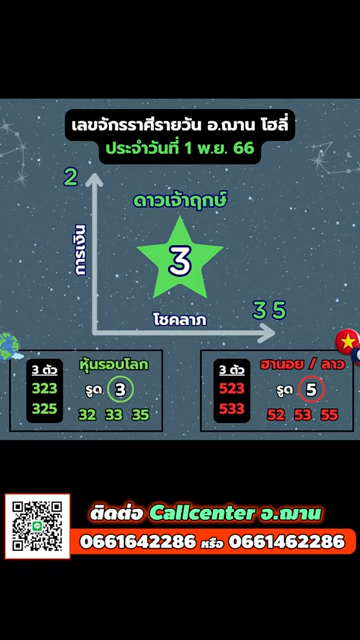 เลขจักรราศีรายวัน อ.ฌาน โฮลี่
ประจำวันที่ 1 พ.ย. 66
2
ดาวเจ้าฤกษ์
การเงิน
3
3 5
โชคลาภ
3 ตัว
323
325
หุ้นรอบโลก
รูด 3
32 33 35
3 ตัว
523
533
ฮานอย / ลาว
รูด 5
52 53 55
ติดต่อ Callcenter อ.ฌาน
0661642286 หรือ 0661462286